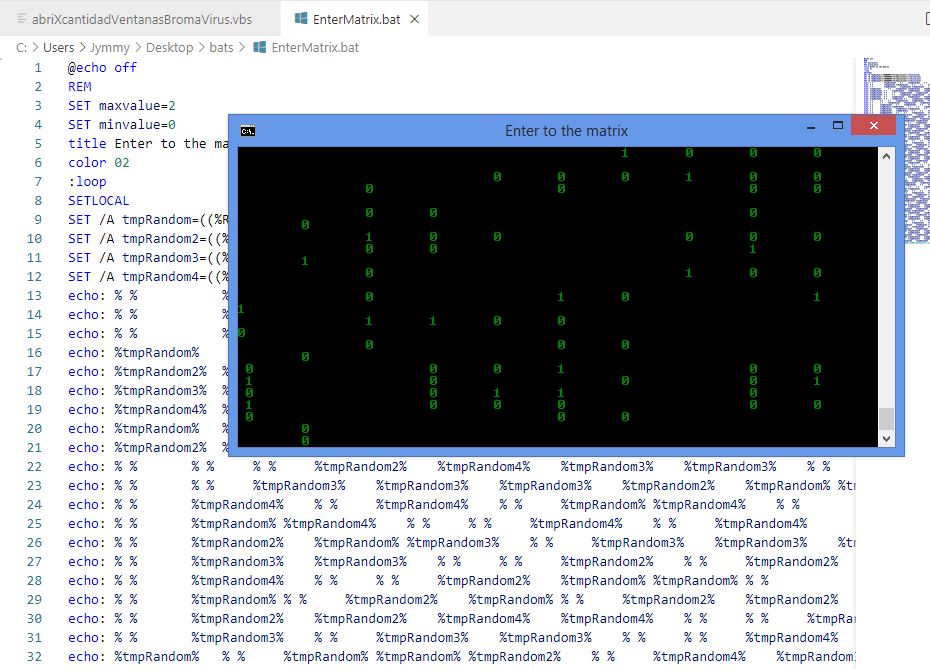 abriXcantidadVentanasBromaVirus.vbs EnterMatrix.bat
C: > Users > Jymmy > Desktop > bats > EnterMatrix.bat
1 @echo off
2 REM
3 SET maxvalue=2
4 SET minvalue=0
5 title Enter to the ma
6 color 02
7 :loop
8 SETLOCAL
9 SET /A tmpRandom=((%R
10 SET /A tmpRandom2=((%
11 SET /A tmpRandom3=((%
12 SET /A tmpRandom4=((%
13 echo: % % %
14 echo: % % %
15 echo: % % %
16 echo: %tmpRandom%
17 echo: %tmpRandom2% %
18 echo: %tmpRandom3% %
19 echo: %tmpRandom4% %
20 echo: %tmpRandom% %
21 echo: %tmpRandom2% %
Enter to the matrix
1 0 0 0
0 0 0 1 0 0
0 0
0 0 0
0
1 0 0 0 0 0
0 0 1
1
0 1 0 0
0 1 0 1
1
1 1 0 0
0
0 0 0
0
0 0 0 1 0 0
1 0 0 0 1
0 0 1 1 0
1 0 0 0 0 0
0 0 0
0
0
22 echo: % % % % % % %tmpRandom2% %tmpRandom4% %tmpRandom3% %tmpRandom3% % %
23 echo: % % % % %tmpRandom3% %tmpRandom3% %tmpRandom3% %tmpRandom2% %tmpRandom% %tm
24 echo: % % %tmpRandom4% % % %tmpRandom4% % % %tmpRandom% %tmpRandom4% % %
25 echo: % % %tmpRandom% %tmpRandom4% % % % % %tmpRandom4% % % %tmpRandom4%
26 echo: % % %tmpRandom2% %tmpRandom% %tmpRandom3% % % %tmpRandom3% %tmpRandom3% %tm
27 echo: % % %tmpRandom3% %tmpRandom3% % % % % %tmpRandom2% % % %tmpRandom2%
28 echo: % % %tmpRandom4% % % % % %tmpRandom2% %tmpRandom% %tmpRandom% % %
29 echo: % % %tmpRandom% % % %tmpRandom2% %tmpRandom% % % %tmpRandom2% %tmpRandom2%
30 echo: % % %tmpRandom2% %tmpRandom2% %tmpRandom4% %tmpRandom4% % % % % %tmpRa
31 echo: % % %tmpRandom3% % % %tmpRandom3% %tmpRandom3% % % % % %tmpRandom4%
32 echo: %tmpRandom% % % %tmpRandom% %tmpRandom% %tmpRandom2% % % %tmpRandom4% %tmpRandom3